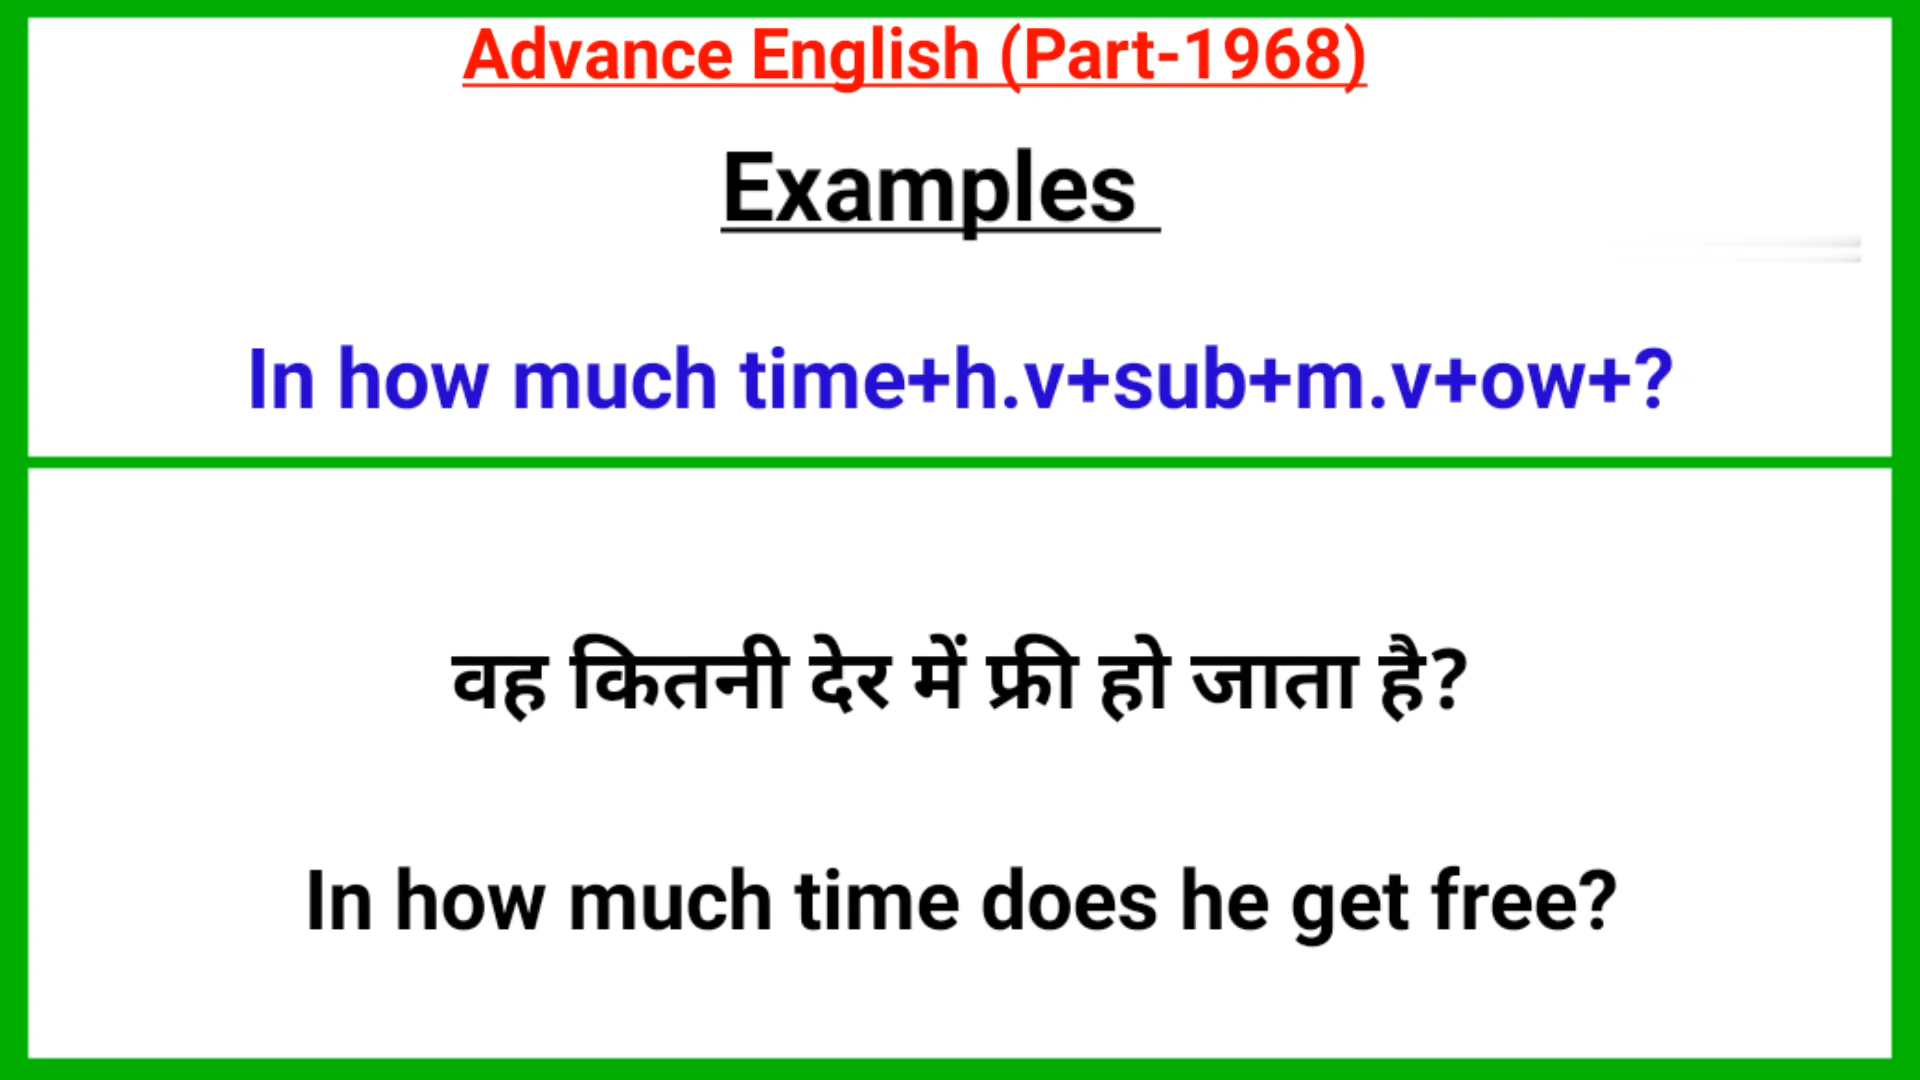 Advance English (Part-1968)
Examples
In how much time+h.v+sub+m.v+ow+?
वह कितनी देर में फ्री हो जाता है?
In how much time does he get free?